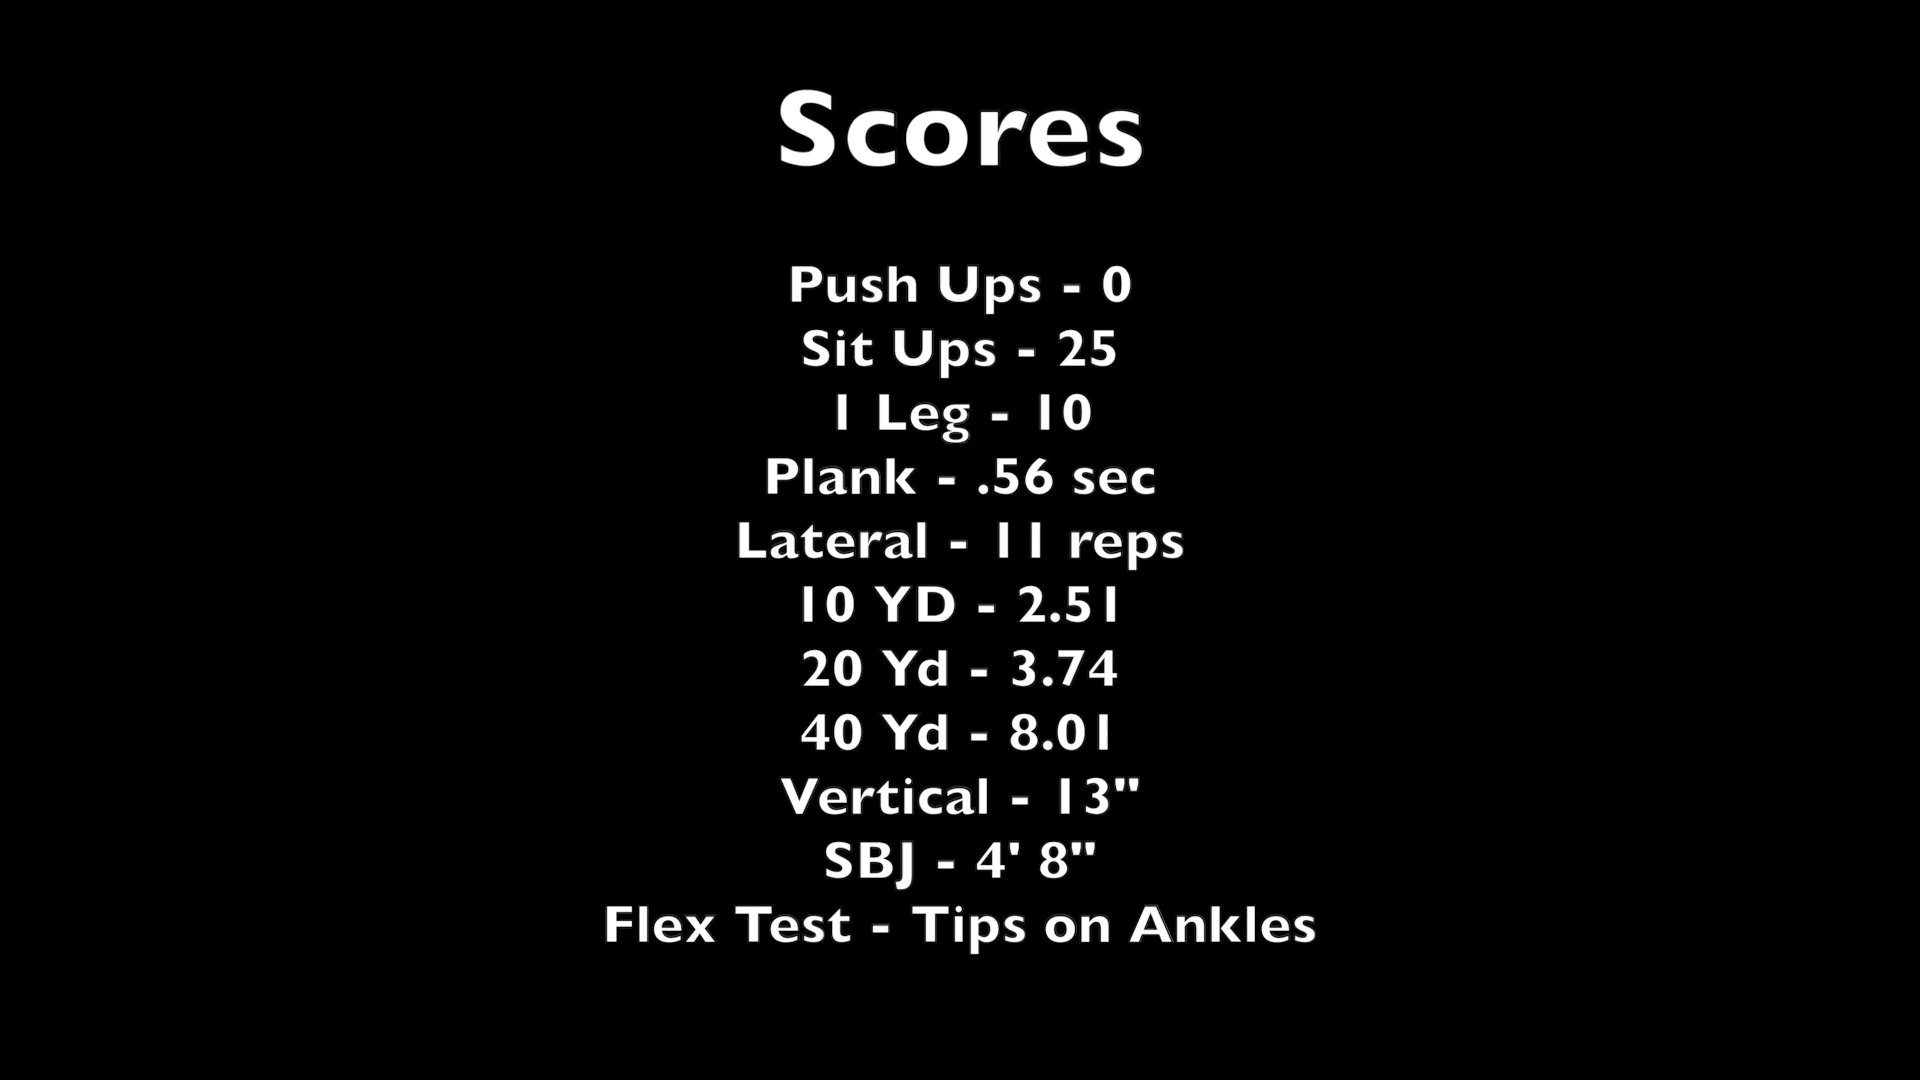 Scores
Push Ups - 0
Sit Ups - 25
1 Leg - 10
Plank - .56 sec
Lateral - 11 reps
10 YD - 2.51
20 Yd - 3.74
40 Yd - 8.01
Vertical - 13"
SBJ - 4' 8"
Flex Test - Tips on Ankles